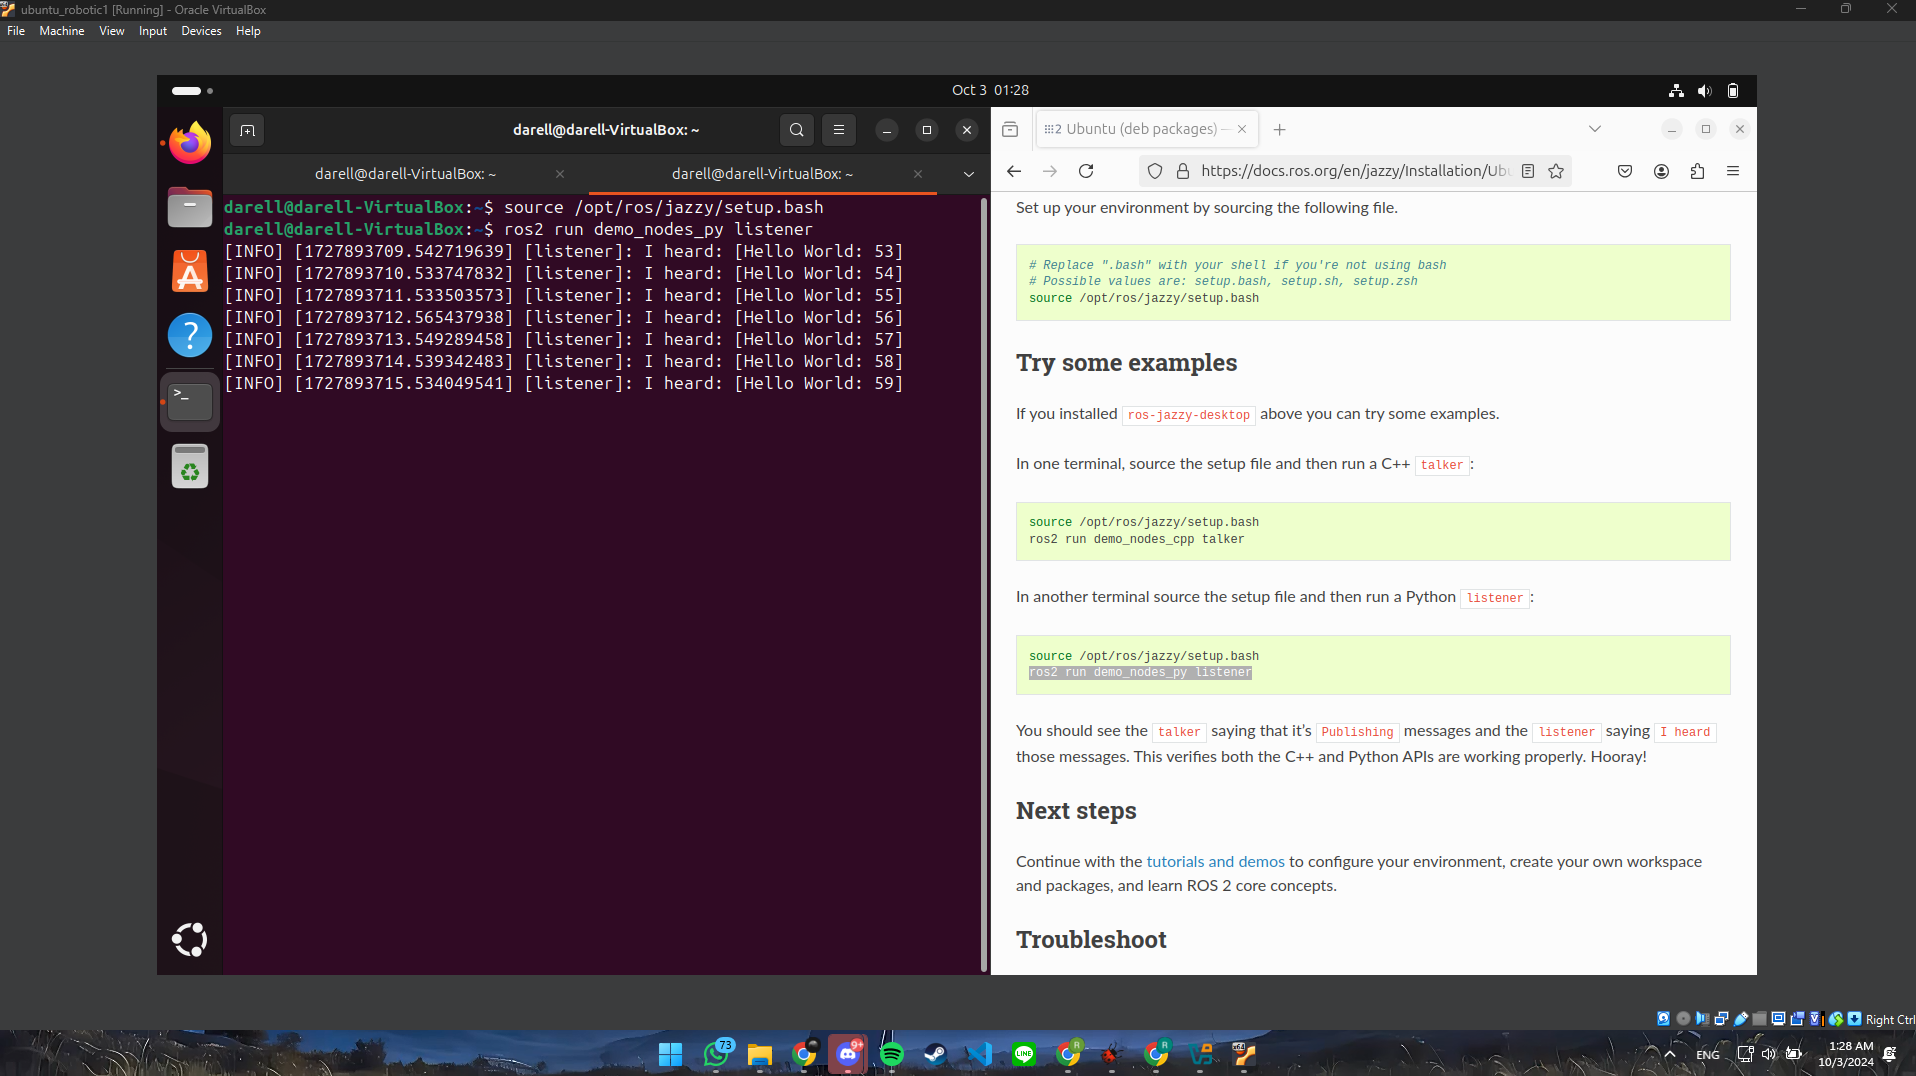 ubuntu_robotic1 [Running] - Oracle VirtualBox
File Machine View Input Devices Help
Oct 3 01:28
darell@darell-VirtualBox: ~
darell@darell-VirtualBox: ~
darell@darell-VirtualBox: ~
darell@darell-VirtualBox:~$ source /opt/ros/jazzy/setup.bash
darell@darell-VirtualBox:~$ ros2 run demo_nodes_py listener
[INFO] [1727893709.542719639] [listener]: I heard: [Hello World: 53]
[INFO] [1727893710.533747832] [listener]: I heard: [Hello World: 54]
[INFO] [1727893711.533503573] [listener]: I heard: [Hello World: 55]
[INFO] [1727893712.565437938] [listener]: I heard: [Hello World: 56]
[INFO] [1727893713.549289458] [listener]: I heard: [Hello World: 57]
[INFO] [1727893714.539342483] [listener]: I heard: [Hello World: 58]
[INFO] [1727893715.534049541] [listener]: I heard: [Hello World: 59]
2 Ubuntu (deb packages) —
https://docs.ros.org/en/jazzy/Installation/Ubu
Set up your environment by sourcing the following file.
# Replace ".bash" with your shell if you're not using bash
# Possible values are: setup.bash, setup.sh, setup.zsh
source /opt/ros/jazzy/setup.bash
Try some examples
If you installed ros-jazzy-desktop above you can try some examples.
In one terminal, source the setup file and then run a C++ talker:
source /opt/ros/jazzy/setup.bash
ros2 run demo_nodes_cpp talker
In another terminal source the setup file and then run a Python listener:
source /opt/ros/jazzy/setup.bash
ros2 run demo_nodes_py listener
You should see the talker saying that it’s Publishing messages and the listener saying I heard
those messages. This verifies both the C++ and Python APIs are working properly. Hooray!
Next steps
Continue with the tutorials and demos to configure your environment, create your own workspace
and packages, and learn ROS 2 core concepts.
Troubleshoot
Right Ctrl
73
9+
LINE
R
R
x64
ENG
1:28 AM
10/3/2024